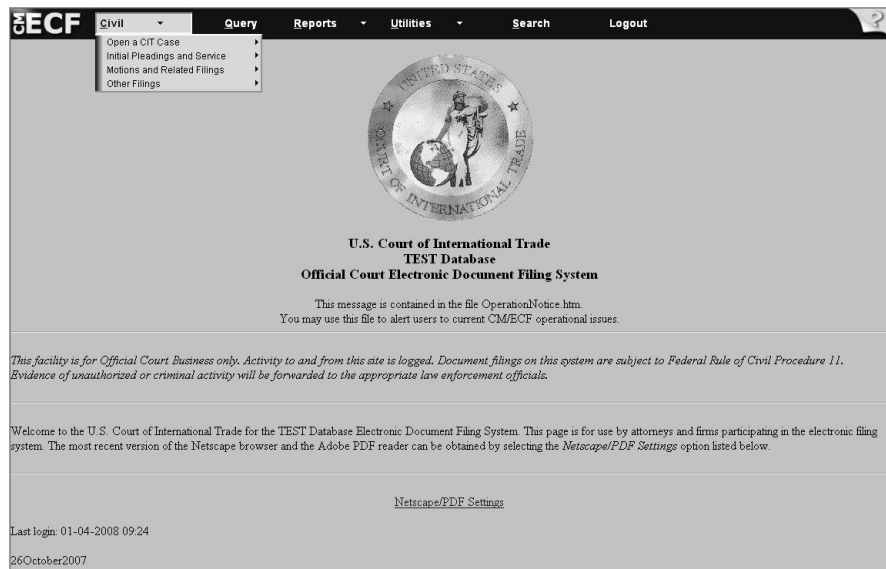 CM ECF Civil Query Reports Utilities Search Logout ?
Open a CIT Case
Initial Pleadings and Service
Motions and Related Filings
Other Filings
UNITED STATES
COURT OF INTERNATIONAL TRADE
U.S. Court of International Trade
TEST Database
Official Court Electronic Document Filing System
This message is contained in the file OperationNotice.htm.
You may use this file to alert users to current CM/ECF operational issues.
This facility is for Official Court Business only. Activity to and from this site is logged. Document filings on this system are subject to Federal Rule of Civil Procedure 11.
Evidence of unauthorized or criminal activity will be forwarded to the appropriate law enforcement officials.
Welcome to the U.S. Court of International Trade for the TEST Database Electronic Document Filing System. This page is for use by attorneys and firms participating in the electronic filing
system. The most recent version of the Netscape browser and the Adobe PDF reader can be obtained by selecting the Netscape/PDF Settings option listed below.
Netscape/PDF Settings
Last login: 01-04-2008 09:24
26October2007